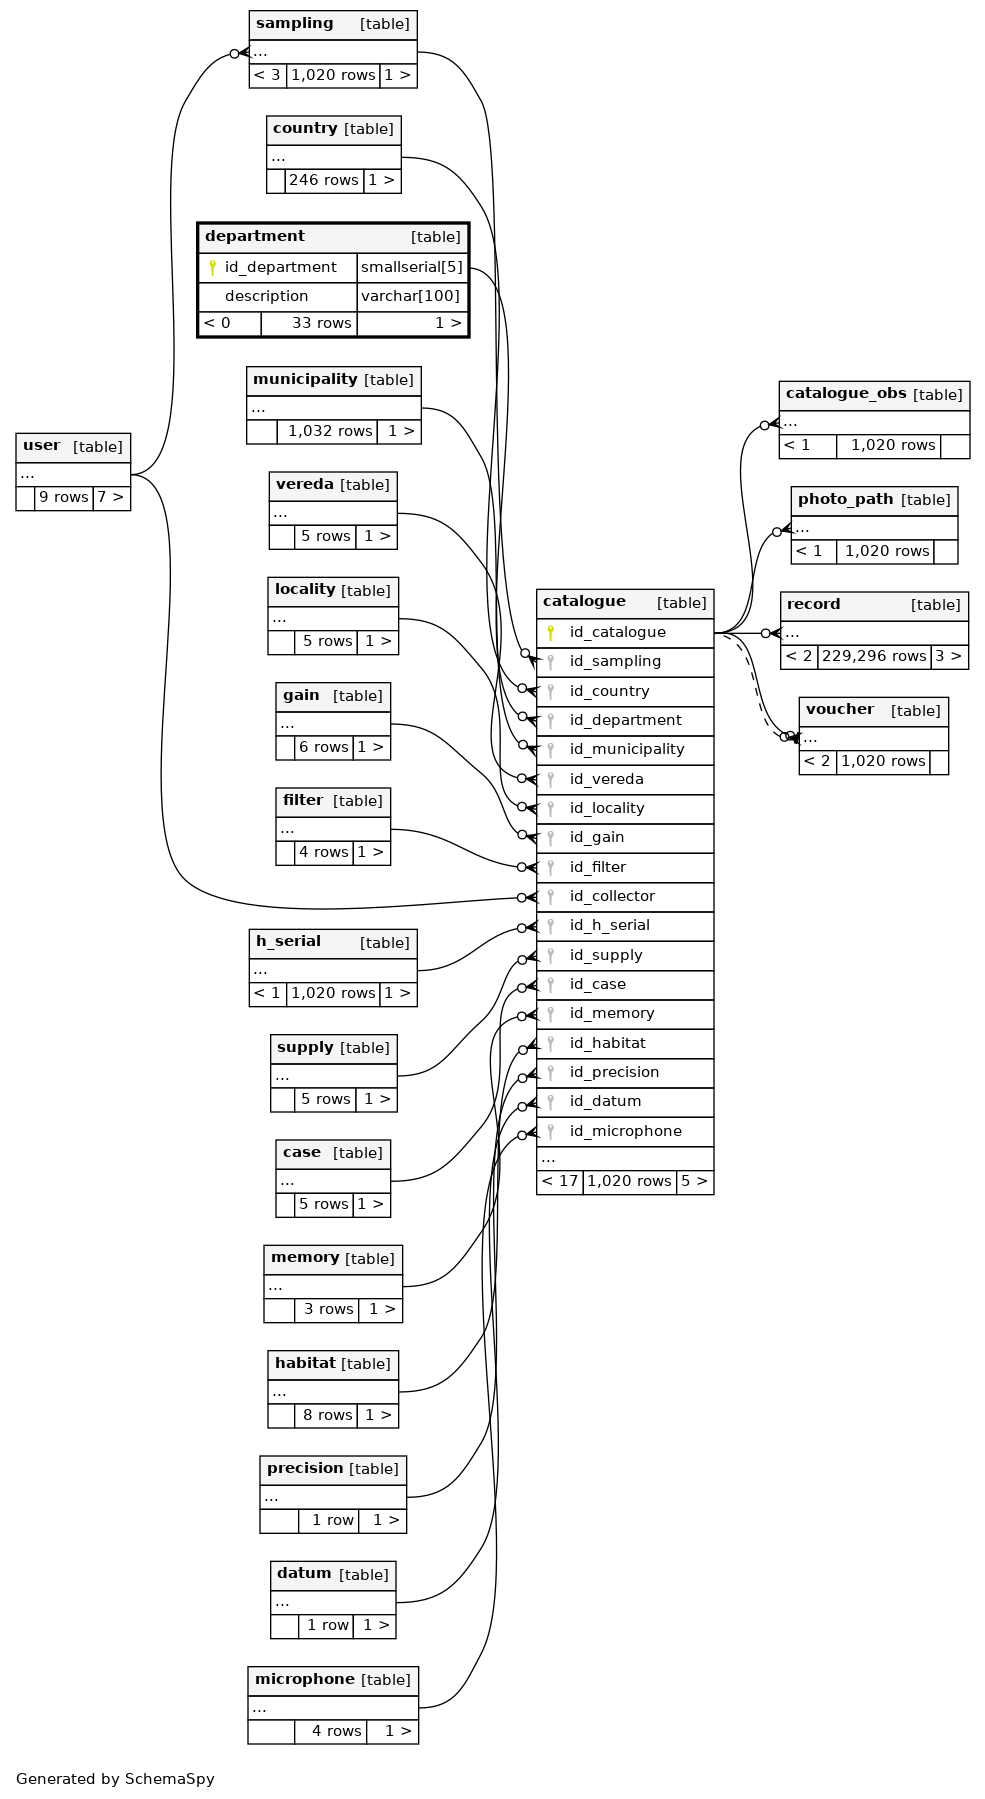 sampling [table]
...
< 3 1,020 rows 1 >
country [table]
...
246 rows 1 >
department [table]
id_department smallserial[5]
description varchar[100]
< 0 33 rows 1 >
municipality [table]
...
1,032 rows 1 >
user [table]
...
9 rows 7 >
vereda [table]
...
5 rows 1 >
locality [table]
...
5 rows 1 >
gain [table]
...
6 rows 1 >
filter [table]
...
4 rows 1 >
h_serial [table]
...
< 1 1,020 rows 1 >
supply [table]
...
5 rows 1 >
case [table]
...
5 rows 1 >
memory [table]
...
3 rows 1 >
habitat [table]
...
8 rows 1 >
precision [table]
...
1 row 1 >
datum [table]
...
1 row 1 >
microphone [table]
...
4 rows 1 >
catalogue [table]
id_catalogue
id_sampling
id_country
id_department
id_municipality
id_vereda
id_locality
id_gain
id_filter
id_collector
id_h_serial
id_supply
id_case
id_memory
id_habitat
id_precision
id_datum
id_microphone
...
< 17 1,020 rows 5 >
catalogue_obs [table]
...
< 1 1,020 rows
photo_path [table]
...
< 1 1,020 rows
record [table]
...
< 2 229,296 rows 3 >
voucher [table]
...
< 2 1,020 rows
Generated by SchemaSpy